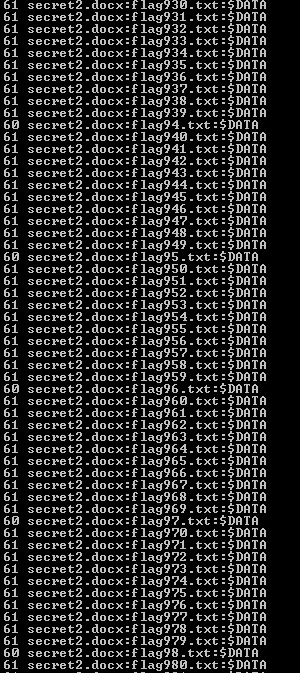 61 secret2.docx:flag930.txt:$DATA
61 secret2.docx:flag931.txt:$DATA
61 secret2.docx:flag932.txt:$DATA
61 secret2.docx:flag933.txt:$DATA
61 secret2.docx:flag934.txt:$DATA
61 secret2.docx:flag935.txt:$DATA
61 secret2.docx:flag936.txt:$DATA
61 secret2.docx:flag937.txt:$DATA
61 secret2.docx:flag938.txt:$DATA
61 secret2.docx:flag939.txt:$DATA
60 secret2.docx:flag94.txt:$DATA
61 secret2.docx:flag940.txt:$DATA
61 secret2.docx:flag941.txt:$DATA
61 secret2.docx:flag942.txt:$DATA
61 secret2.docx:flag943.txt:$DATA
61 secret2.docx:flag944.txt:$DATA
61 secret2.docx:flag945.txt:$DATA
61 secret2.docx:flag946.txt:$DATA
61 secret2.docx:flag947.txt:$DATA
61 secret2.docx:flag948.txt:$DATA
61 secret2.docx:flag949.txt:$DATA
60 secret2.docx:flag95.txt:$DATA
61 secret2.docx:flag950.txt:$DATA
61 secret2.docx:flag951.txt:$DATA
61 secret2.docx:flag952.txt:$DATA
61 secret2.docx:flag953.txt:$DATA
61 secret2.docx:flag954.txt:$DATA
61 secret2.docx:flag955.txt:$DATA
61 secret2.docx:flag956.txt:$DATA
61 secret2.docx:flag957.txt:$DATA
61 secret2.docx:flag958.txt:$DATA
61 secret2.docx:flag959.txt:$DATA
60 secret2.docx:flag96.txt:$DATA
61 secret2.docx:flag960.txt:$DATA
61 secret2.docx:flag961.txt:$DATA
61 secret2.docx:flag962.txt:$DATA
61 secret2.docx:flag963.txt:$DATA
61 secret2.docx:flag964.txt:$DATA
61 secret2.docx:flag965.txt:$DATA
61 secret2.docx:flag966.txt:$DATA
61 secret2.docx:flag967.txt:$DATA
61 secret2.docx:flag968.txt:$DATA
61 secret2.docx:flag969.txt:$DATA
60 secret2.docx:flag97.txt:$DATA
61 secret2.docx:flag970.txt:$DATA
61 secret2.docx:flag971.txt:$DATA
61 secret2.docx:flag972.txt:$DATA
61 secret2.docx:flag973.txt:$DATA
61 secret2.docx:flag974.txt:$DATA
61 secret2.docx:flag975.txt:$DATA
61 secret2.docx:flag976.txt:$DATA
61 secret2.docx:flag977.txt:$DATA
61 secret2.docx:flag978.txt:$DATA
61 secret2.docx:flag979.txt:$DATA
60 secret2.docx:flag98.txt:$DATA
61 secret2.docx:flag980.txt:$DATA